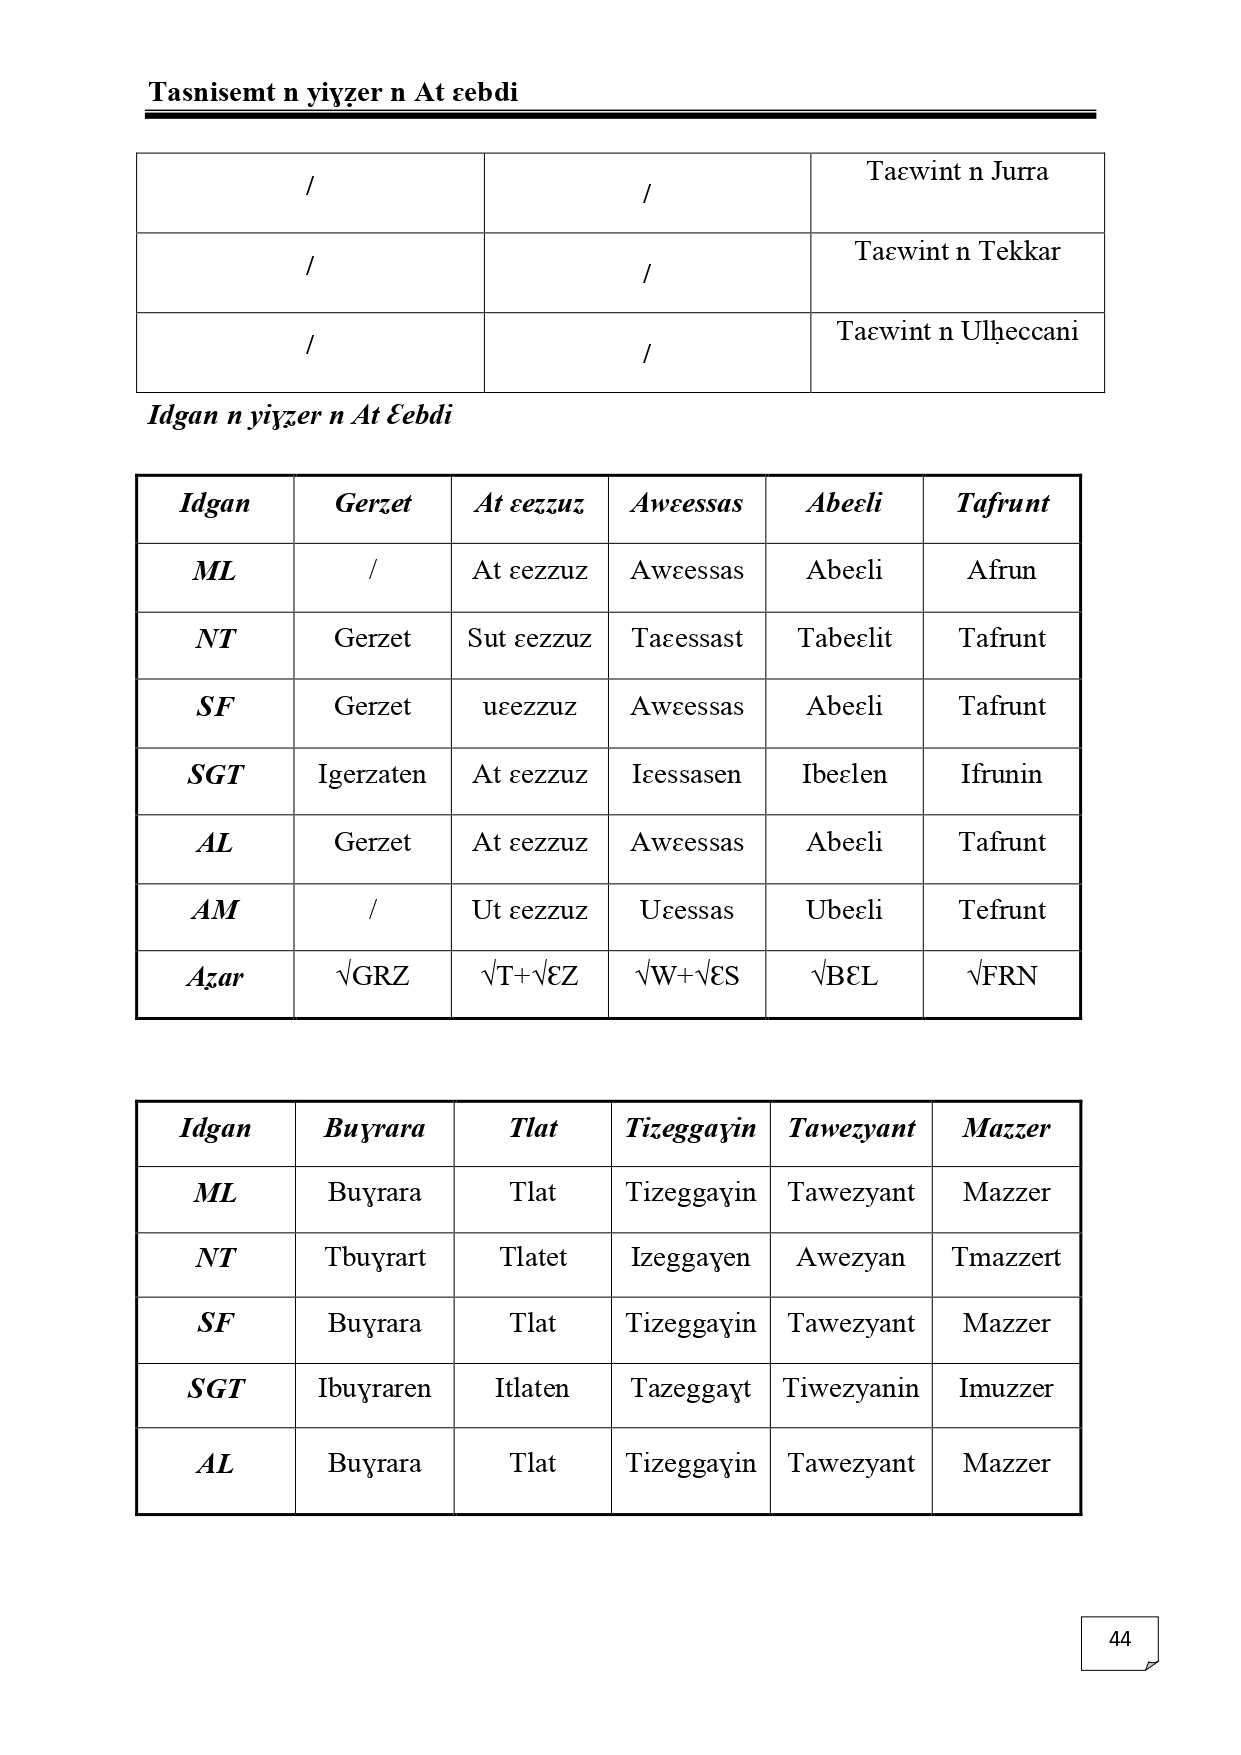 Tasnisemt n yiɣẓer n At ɛebdi
/ / Taɛwint n Jurra
/ / Taɛwint n Tekkar
/ / Taɛwint n Ulḥeccani
Idgan n yiɣẓer n At Ɛebdi
Idgan Gerzet At ɛezzuz Awɛessas Abeɛli Tafrunt
ML / At ɛezzuz Awɛessas Abeɛli Afrun
NT Gerzet Sut ɛezzuz Taɛessast Tabeɛlit Tafrunt
SF Gerzet uɛezzuz Awɛessas Abeɛli Tafrunt
SGT Igerzaten At ɛezzuz Iɛessasen Ibeɛlen Ifrunin
AL Gerzet At ɛezzuz Awɛessas Abeɛli Tafrunt
AM / Ut ɛezzuz Uɛessas Ubeɛli Tefrunt
Aẓar √GRZ √T+√ƐZ √W+√ƐS √BƐL √FRN
Idgan Buɣrara Tlat Tizeggaɣin Tawezyant Mazzer
ML Buɣrara Tlat Tizeggaɣin Tawezyant Mazzer
NT Tbuɣrart Tlatet Izeggaɣen Awezyan Tmazzert
SF Buɣrara Tlat Tizeggaɣin Tawezyant Mazzer
SGT Ibuɣraren Itlaten Tazeggaɣt Tiwezyanin Imuzzer
AL Buɣrara Tlat Tizeggaɣin Tawezyant Mazzer
44